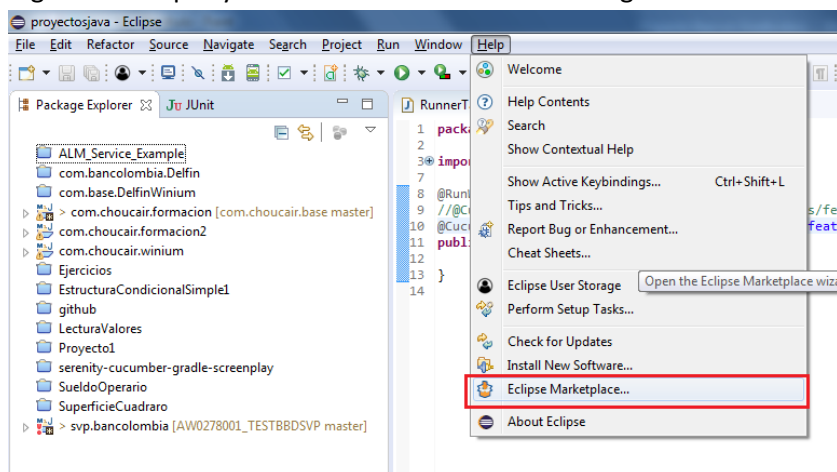 proyectosjava - Eclipse
File Edit Refactor Source Navigate Search Project Run Window Help
Package Explorer JUnit
ALM_Service_Example
com.bancolombia.Delfin
com.base.DelfinWinium
> com.choucair.formacion [com.choucair.base master]
com.choucair.formacion2
com.choucair.winium
Ejercicios
EstructuraCondicionalSimple1
github
LecturaValores
Proyecto1
serenity-cucumber-gradle-screenplay
SueldoOperario
SuperficieCuadraro
> svp.bancolombia [AW0278001_TESTBBDSVP master]
1
2
3
7
8
9 //
10
11
12
13 }
14
Welcome
Help Contents
Search
Show Contextual Help
Show Active Keybindings... Ctrl+Shift+L
Tips and Tricks...
Report Bug or Enhancement...
Cheat Sheets...
Eclipse User Storage
Open the Eclipse Marketplace
Perform Setup Tasks...
Check for Updates
Install New Software...
Eclipse Marketplace...
About Eclipse